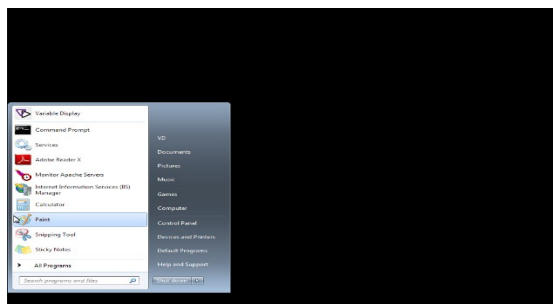 Variable Display
Command Prompt
Services
Adobe Reader X
Monitor Apache Servers
Internet Information Services (IIS)
Manager
Calculator
Paint
Snipping Tool
Sticky Notes
All Programs
Search programs and files
VD
Documents
Pictures
Music
Games
Computer
Control Panel
Devices and Printers
Default Programs
Help and Support
Shut down